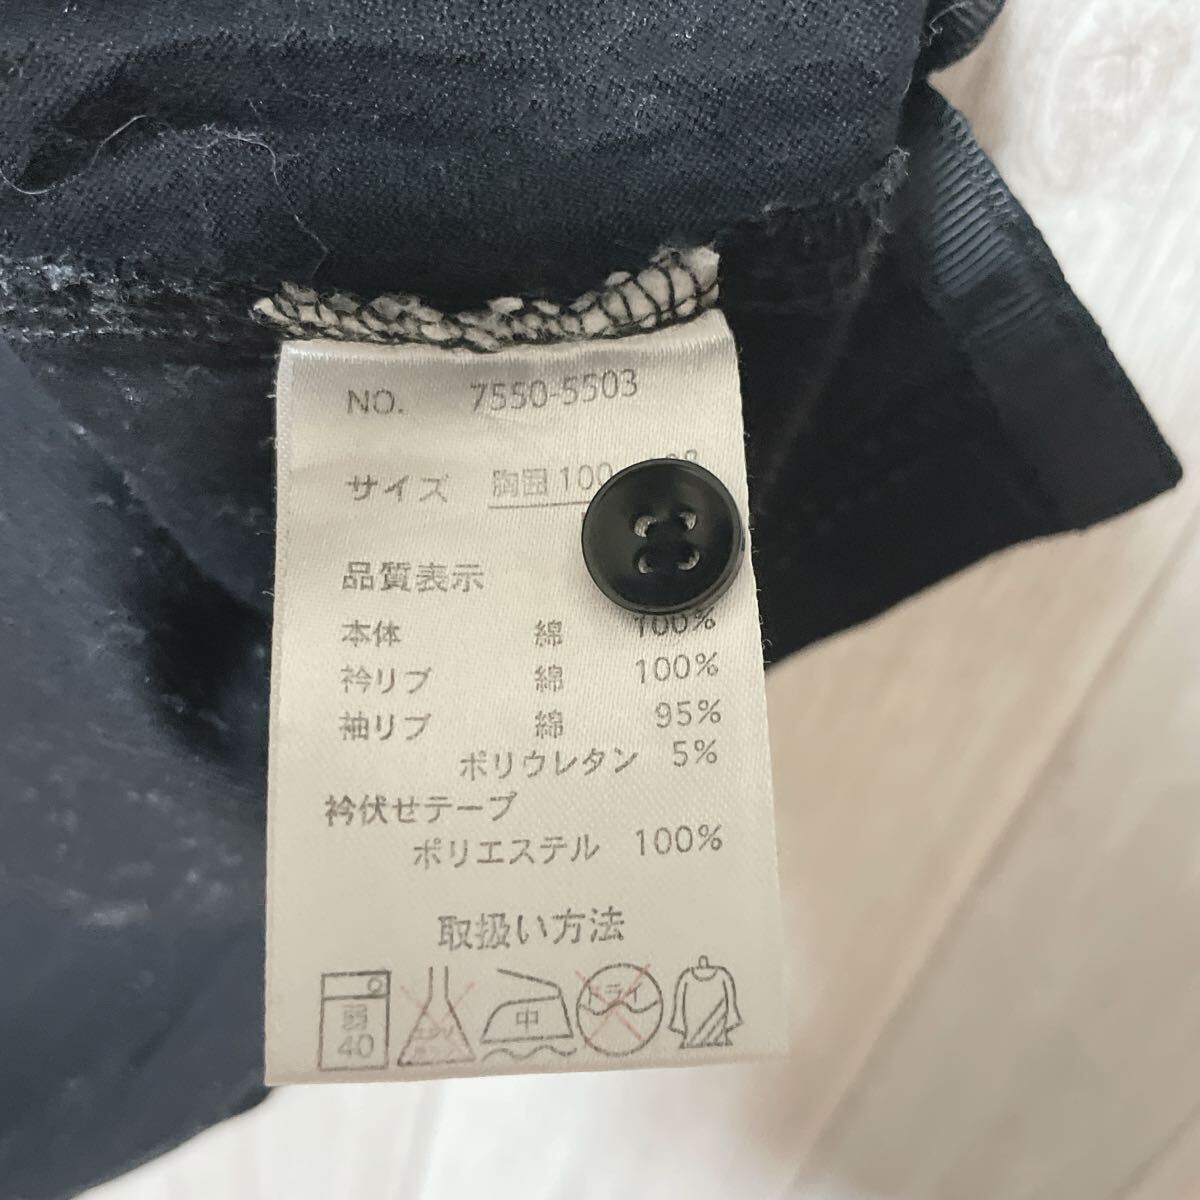 NO. 7550-5503
サイズ 胸囲100
品質表示
本体 綿 100%
衿リブ 綿 100%
袖リブ 綿 95%
ポリウレタン 5%
衿伏せテープ
ポリエステル 100%
取扱い方法
弱 40
中
ドライ